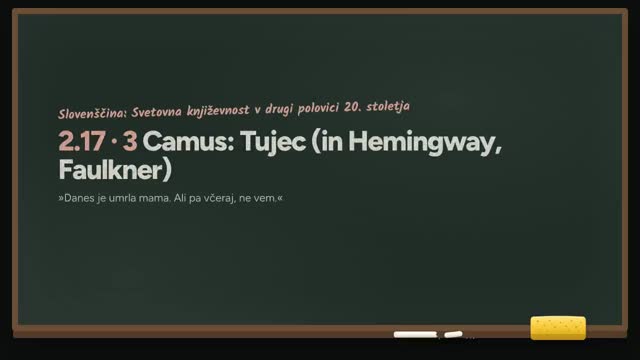 Slovenščina: Svetovna književnost v drugi polovici 20. stoletja
2.17 · 3 Camus: Tujec (in Hemingway,
Faulkner)
»Danes je umrla mama. Ali pa včeraj, ne vem.«